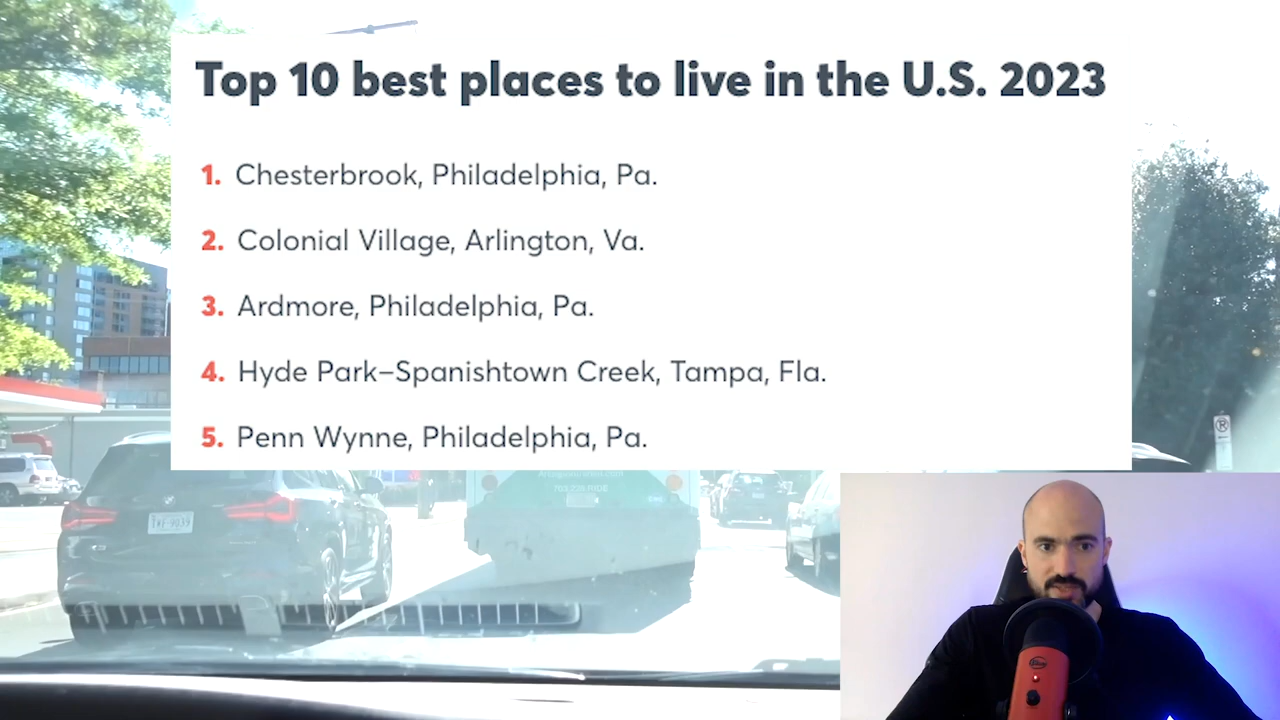 Top 10 best places to live in the U.S. 2023
1. Chesterbrook, Philadelphia, Pa.
2. Colonial Village, Arlington, Va.
3. Ardmore, Philadelphia, Pa.
4. Hyde Park–Spanishtown Creek, Tampa, Fla.
5. Penn Wynne, Philadelphia, Pa.